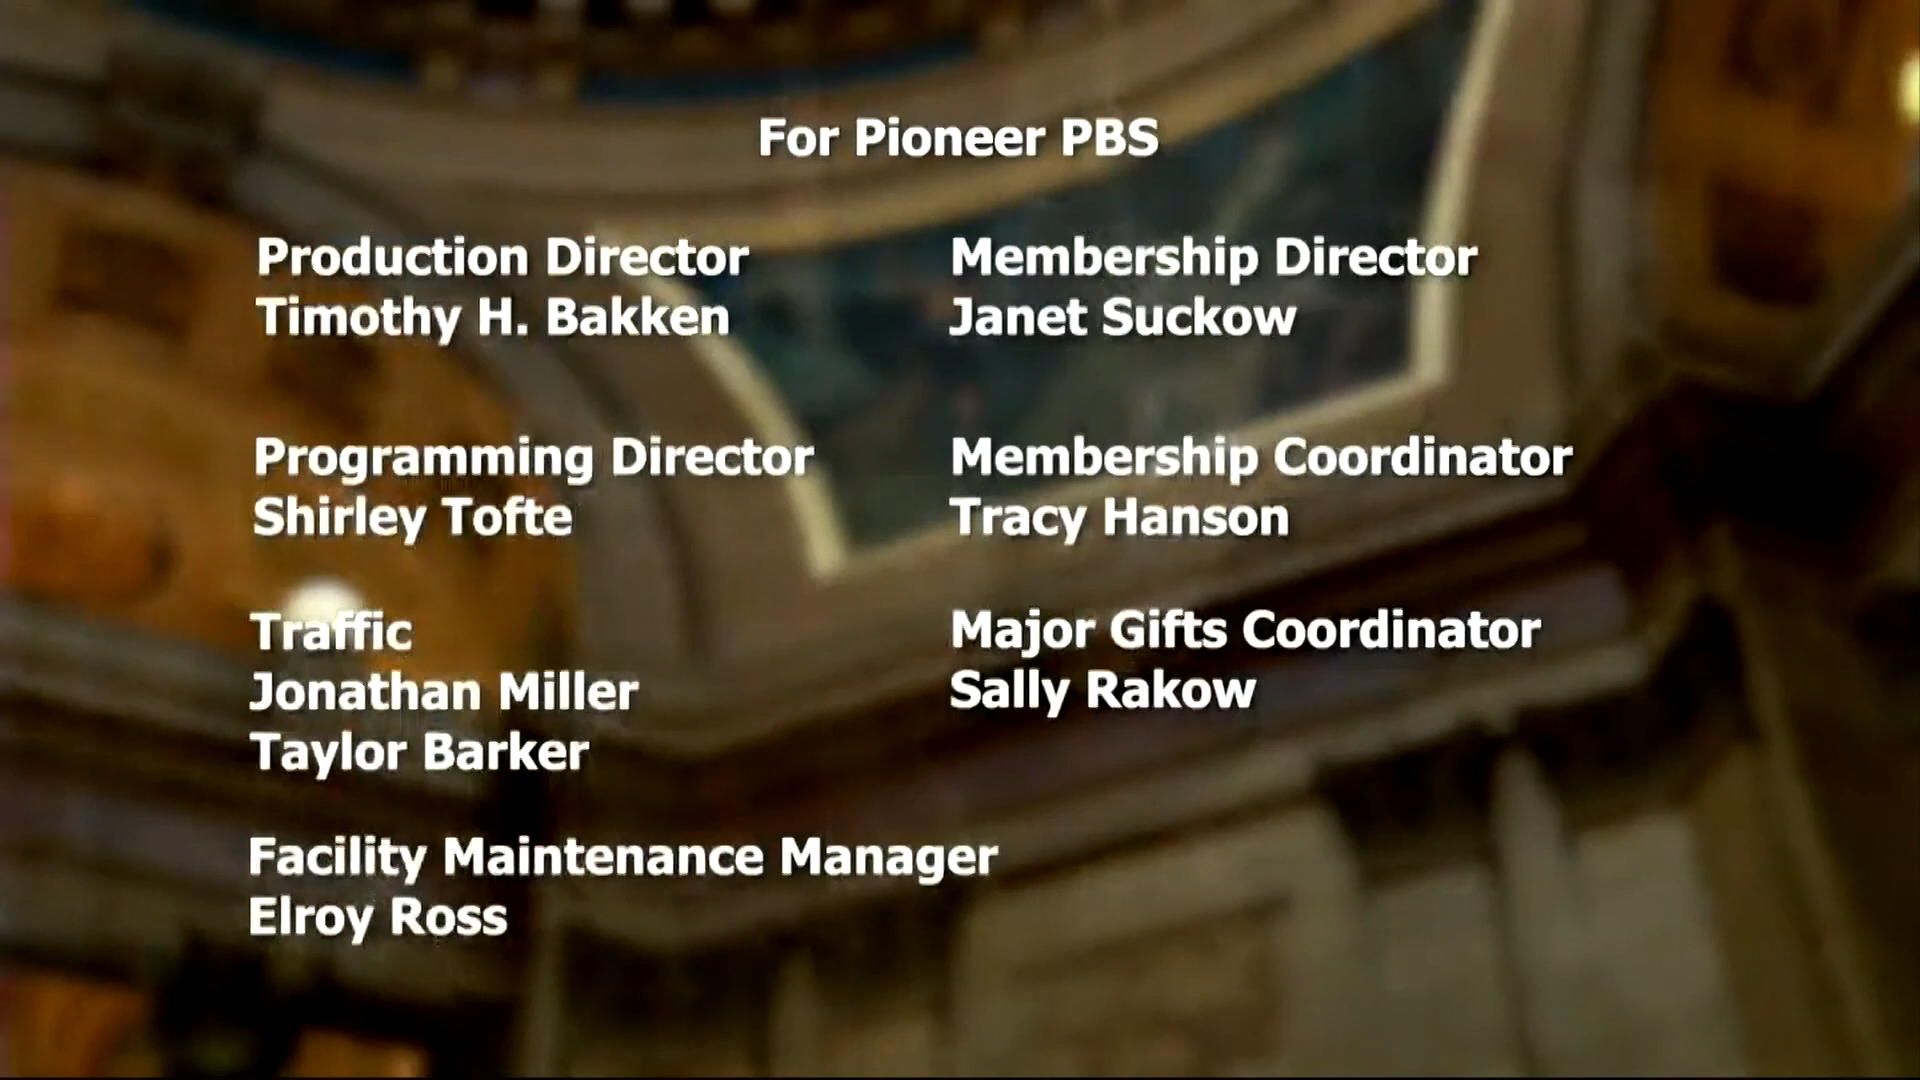 For Pioneer PBS
Production Director
Timothy H. Bakken
Programming Director
Shirley Tofte
Traffic
Jonathan Miller
Taylor Barker
Facility Maintenance Manager
Elroy Ross
Membership Director
Janet Suckow
Membership Coordinator
Tracy Hanson
Major Gifts Coordinator
Sally Rakow